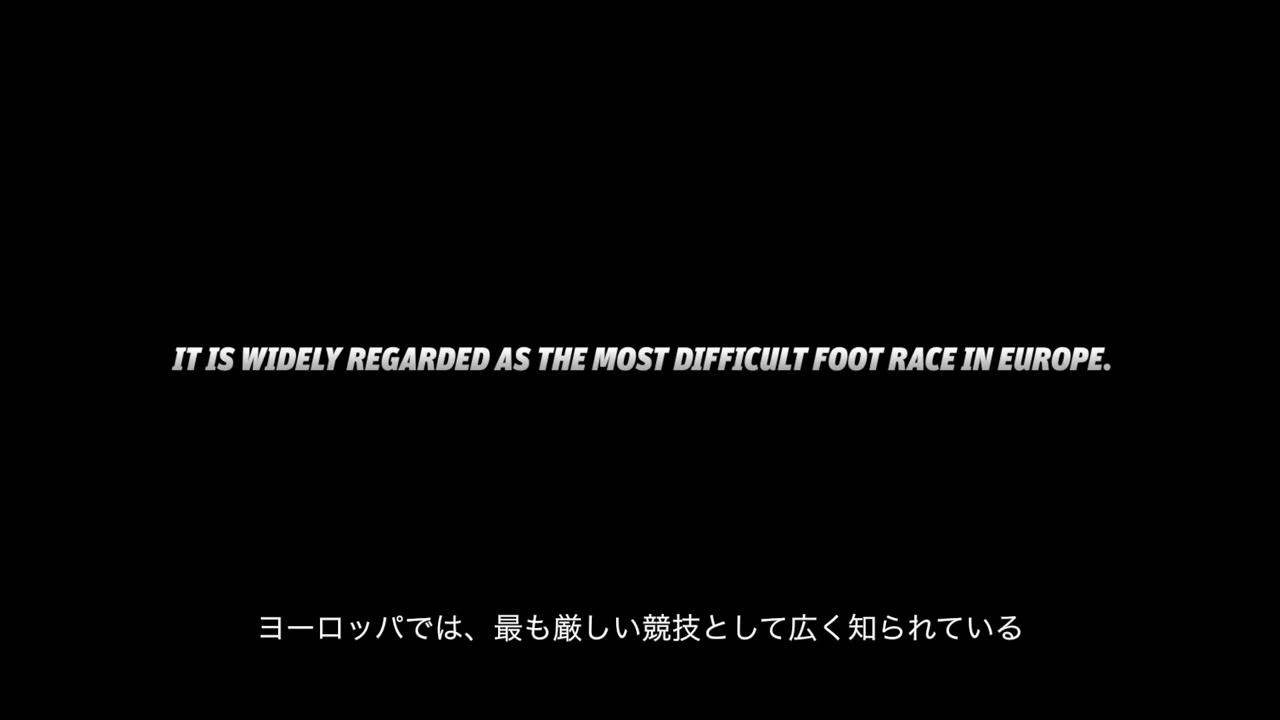 IT IS WIDELY REGARDED AS THE MOST DIFFICULT FOOT RACE IN EUROPE.
ヨーロッパでは、最も厳しい競技として広く知られている